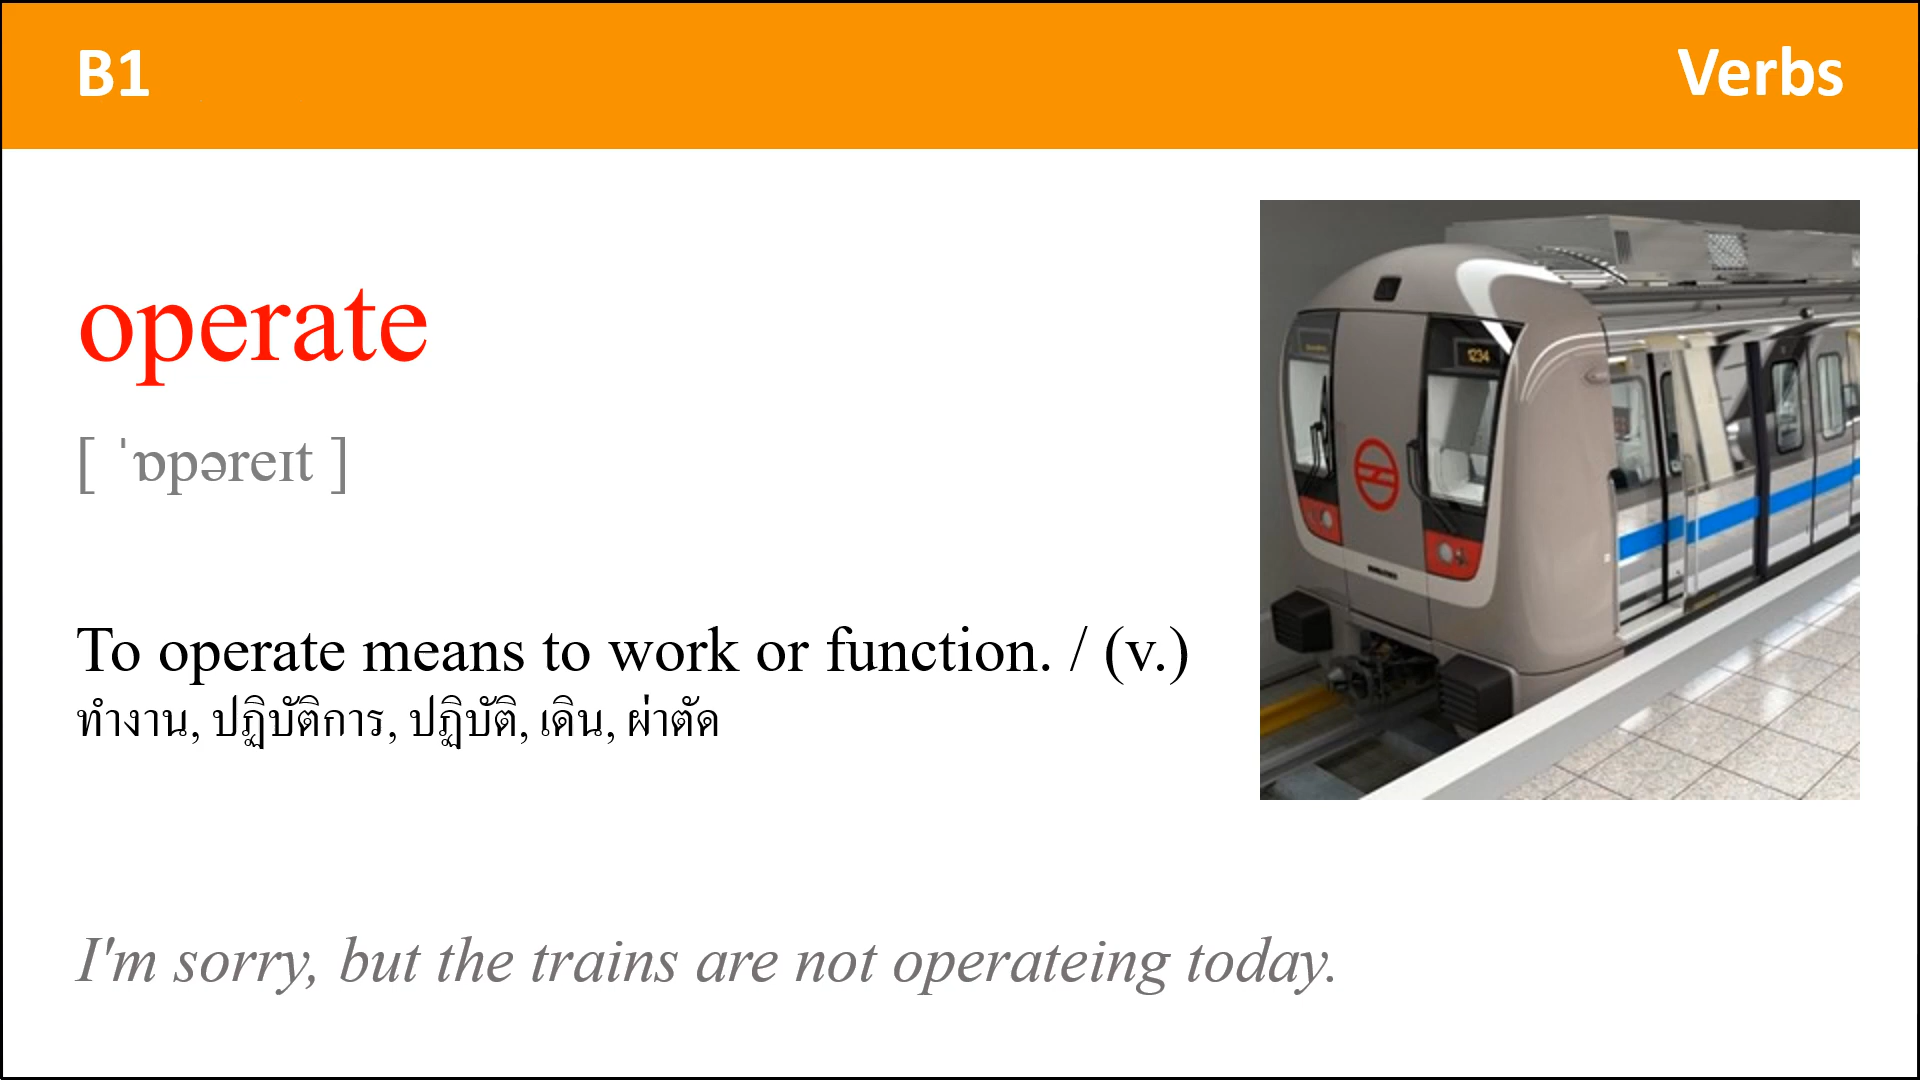 B1
Verbs
operate
[ ˈɒpəreɪt ]
1234
To operate means to work or function. / (v.)
ทำงาน, ปฏิบัติการ, ปฏิบัติ, เดิน, ผ่าตัด
I'm sorry, but the trains are not operateing today.